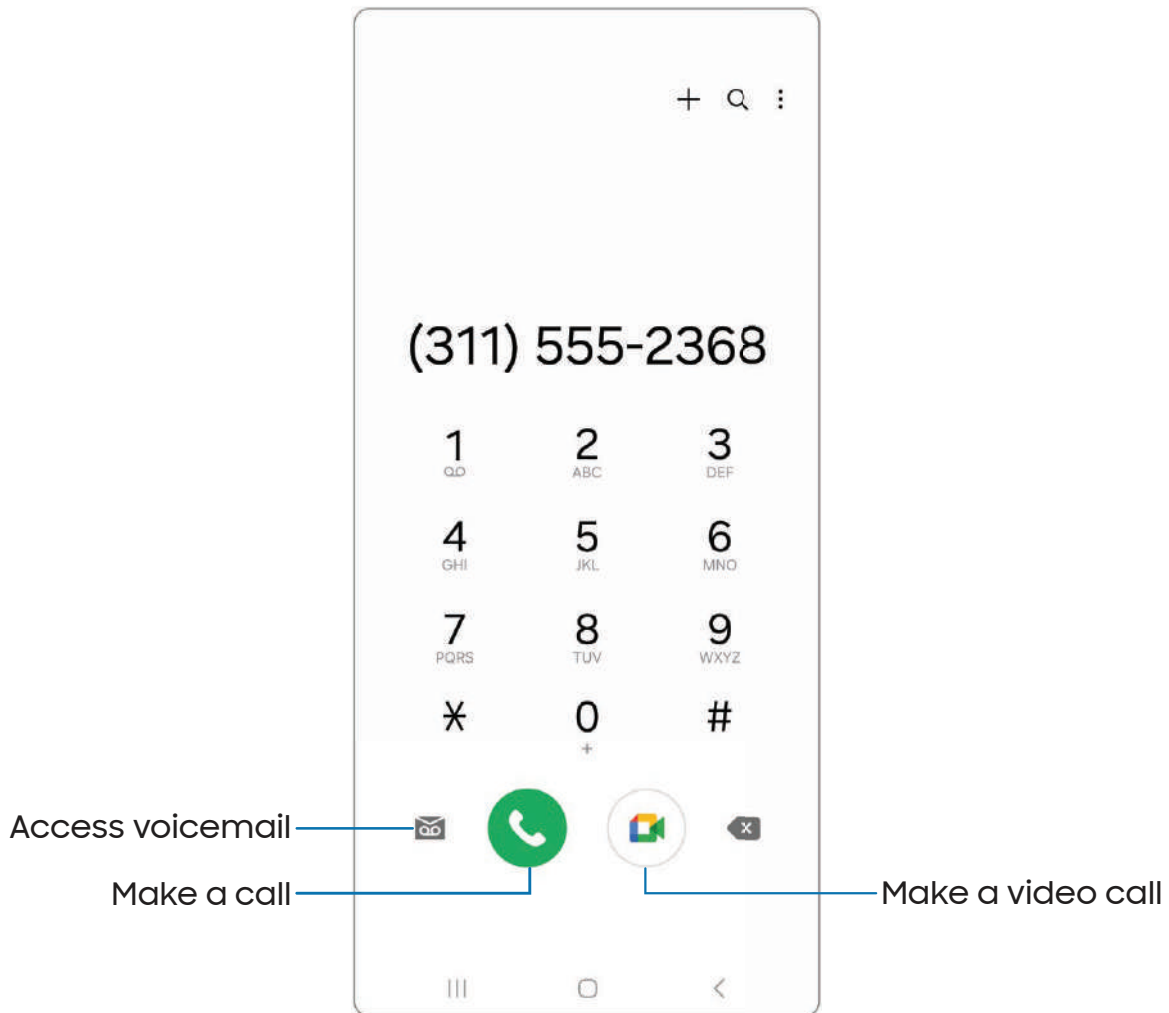 (311) 555-2368
1 2 3
ABC DEF
4 5 6
GHI JKL MNO
7 8 9
PQRS TUV WXYZ
* 0 #
+
Access voicemail
Make a call
Make a video call